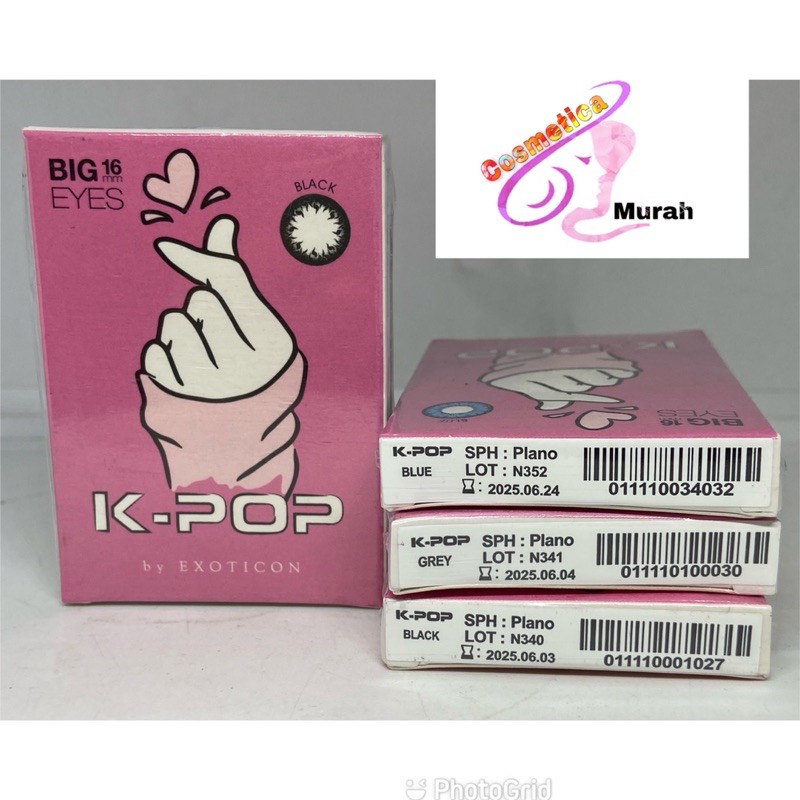 BIG 16 mm
EYES
BLACK
K-POP
by EXOTICON
Cosmetica
Murah
K-POP
BLUE
BIG 16
EYES
K-POP SPH : Plano
BLUE LOT : N352
: 2025.06.24
011110034032
K-POP SPH : Plano
GREY LOT : N341
: 2025.06.04
011110100030
K-POP SPH : Plano
BLACK LOT : N340
: 2025.06.03
011110001027
PhotoGrid